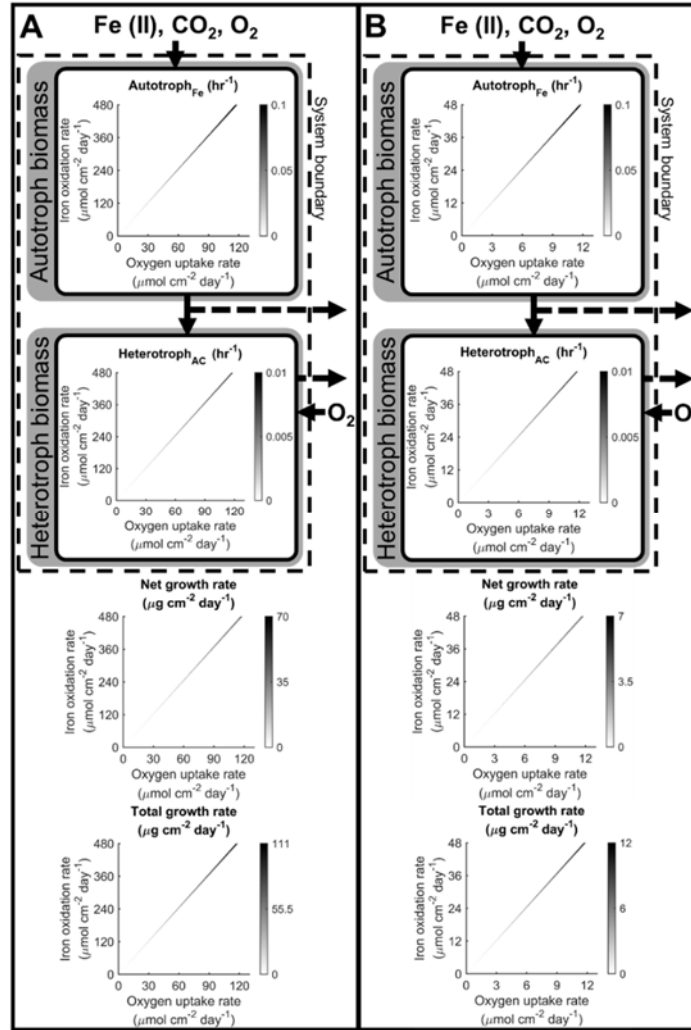 A
Fe (II), CO₂, O₂
System boundary
Autotroph biomass
Autotroph_Fe (hr⁻¹)
Iron oxidation rate
(μmol cm⁻² day⁻¹)
480
360
240
120
0
0 30 60 90 120
Oxygen uptake rate
(μmol cm⁻² day⁻¹)
0.1
0.05
0
Heterotroph biomass
Heterotroph_AC (hr⁻¹)
Iron oxidation rate
(μmol cm⁻² day⁻¹)
480
360
240
120
0
0 30 60 90 120
Oxygen uptake rate
(μmol cm⁻² day⁻¹)
0.01
0.005
0
O₂
Net growth rate
(μg cm⁻² day⁻¹)
Iron oxidation rate
(μmol cm⁻² day⁻¹)
480
360
240
120
0
0 30 60 90 120
Oxygen uptake rate
(μmol cm⁻² day⁻¹)
70
35
0
Total growth rate
(μg cm⁻² day⁻¹)
Iron oxidation rate
(μmol cm⁻² day⁻¹)
480
360
240
120
0
0 30 60 90 120
Oxygen uptake rate
(μmol cm⁻² day⁻¹)
111
55.5
0
B
Fe (II), CO₂, O₂
System boundary
Autotroph biomass
Autotroph_Fe (hr⁻¹)
Iron oxidation rate
(μmol cm⁻² day⁻¹)
48
36
24
12
0
0 3 6 9 12
Oxygen uptake rate
(μmol cm⁻² day⁻¹)
0.1
0.05
0
Heterotroph biomass
Heterotroph_AC (hr⁻¹)
Iron oxidation rate
(μmol cm⁻² day⁻¹)
48
36
24
12
0
0 3 6 9 12
Oxygen uptake rate
(μmol cm⁻² day⁻¹)
0.01
0.005
0
O
Net growth rate
(μg cm⁻² day⁻¹)
Iron oxidation rate
(μmol cm⁻² day⁻¹)
48
36
24
12
0
0 3 6 9 12
Oxygen uptake rate
(μmol cm⁻² day⁻¹)
7
3.5
0
Total growth rate
(μg cm⁻² day⁻¹)
Iron oxidation rate
(μmol cm⁻² day⁻¹)
48
36
24
12
0
0 3 6 9 12
Oxygen uptake rate
(μmol cm⁻² day⁻¹)
12
6
0